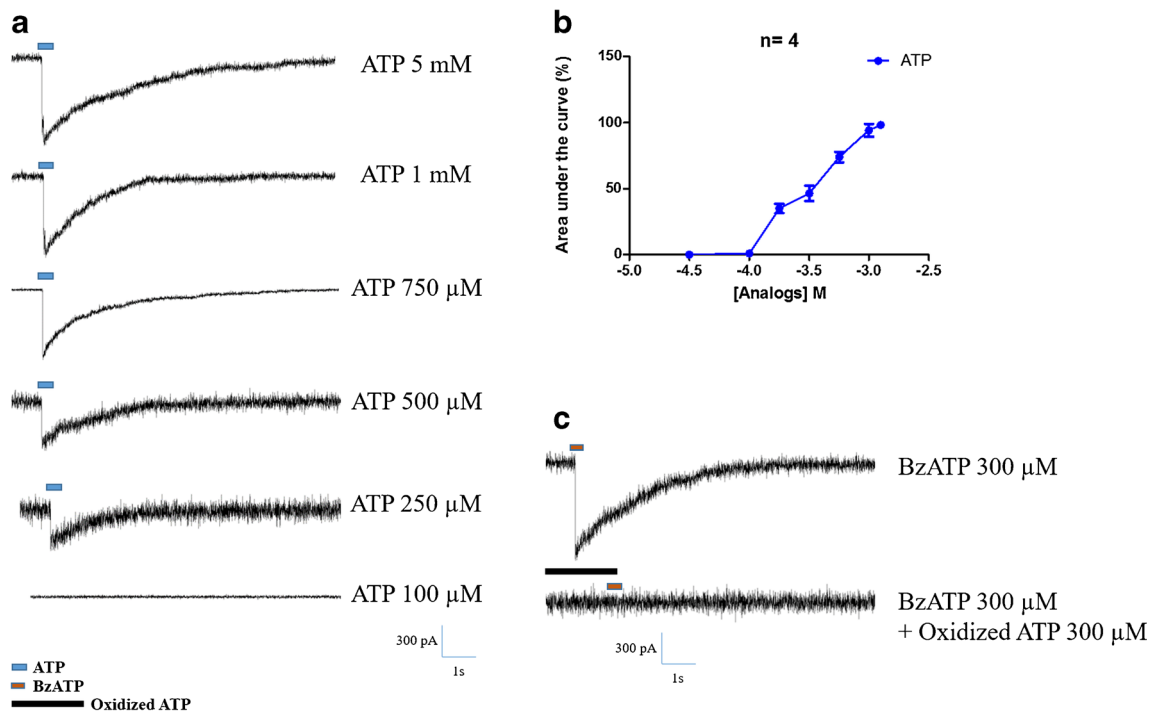 a
ATP 5 mM
ATP 1 mM
ATP 750 µM
ATP 500 µM
ATP 250 µM
ATP 100 µM
300 pA
1s
ATP
BzATP
Oxidized ATP
b
n= 4
ATP
Area under the curve (%)
150
100
50
0
-5.0 -4.5 -4.0 -3.5 -3.0 -2.5
[Analogs] M
c
BzATP 300 µM
BzATP 300 µM
+ Oxidized ATP 300 µM
300 pA
1s